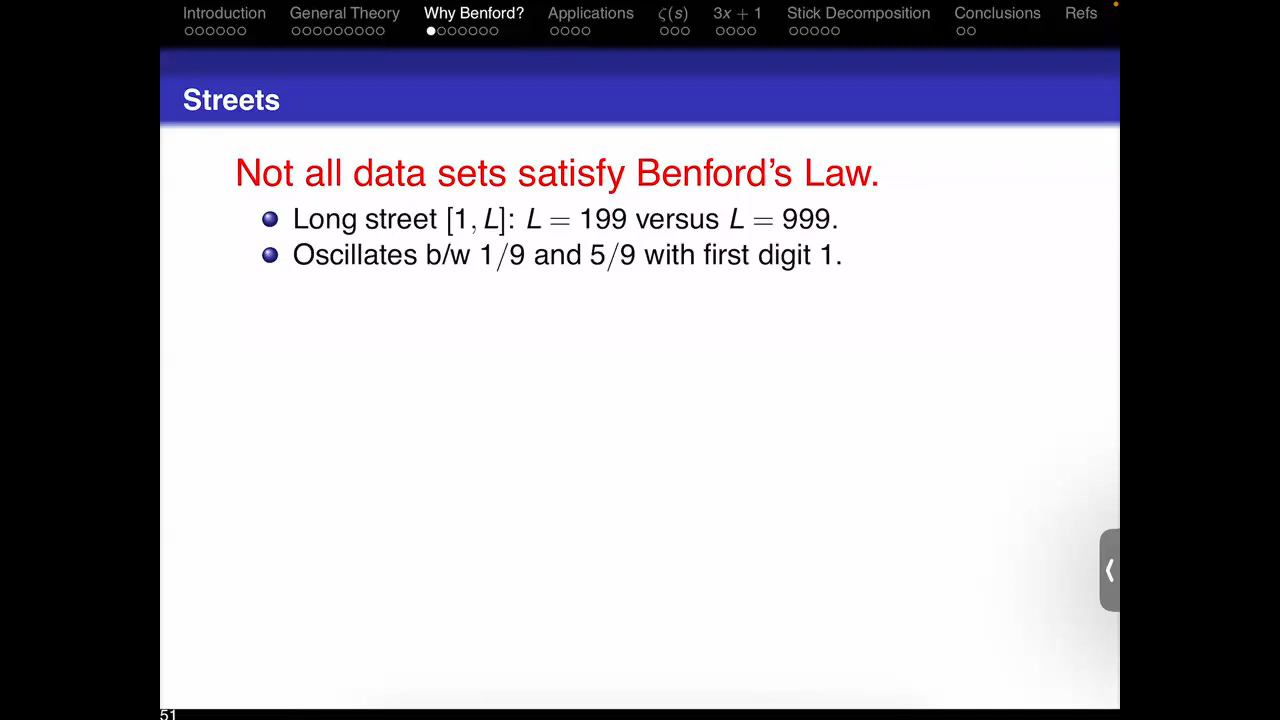 Introduction General Theory Why Benford? Applications ζ(s) 3x + 1 Stick Decomposition Conclusions Refs
Streets
Not all data sets satisfy Benford's Law.
Long street [1, L]: L = 199 versus L = 999.
Oscillates b/w 1/9 and 5/9 with first digit 1.
51